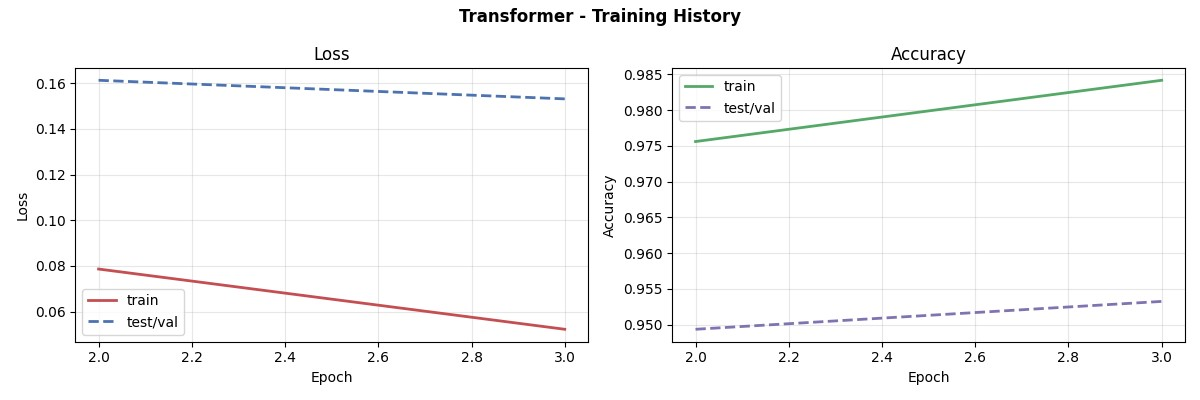 Transformer - Training History
Loss
0.16
0.14
0.12
0.10
0.08
0.06
Loss
train
test/val
2.0 2.2 2.4 2.6 2.8 3.0
Epoch
Accuracy
0.985
0.980
0.975
0.970
0.965
0.960
0.955
0.950
Accuracy
train
test/val
2.0 2.2 2.4 2.6 2.8 3.0
Epoch